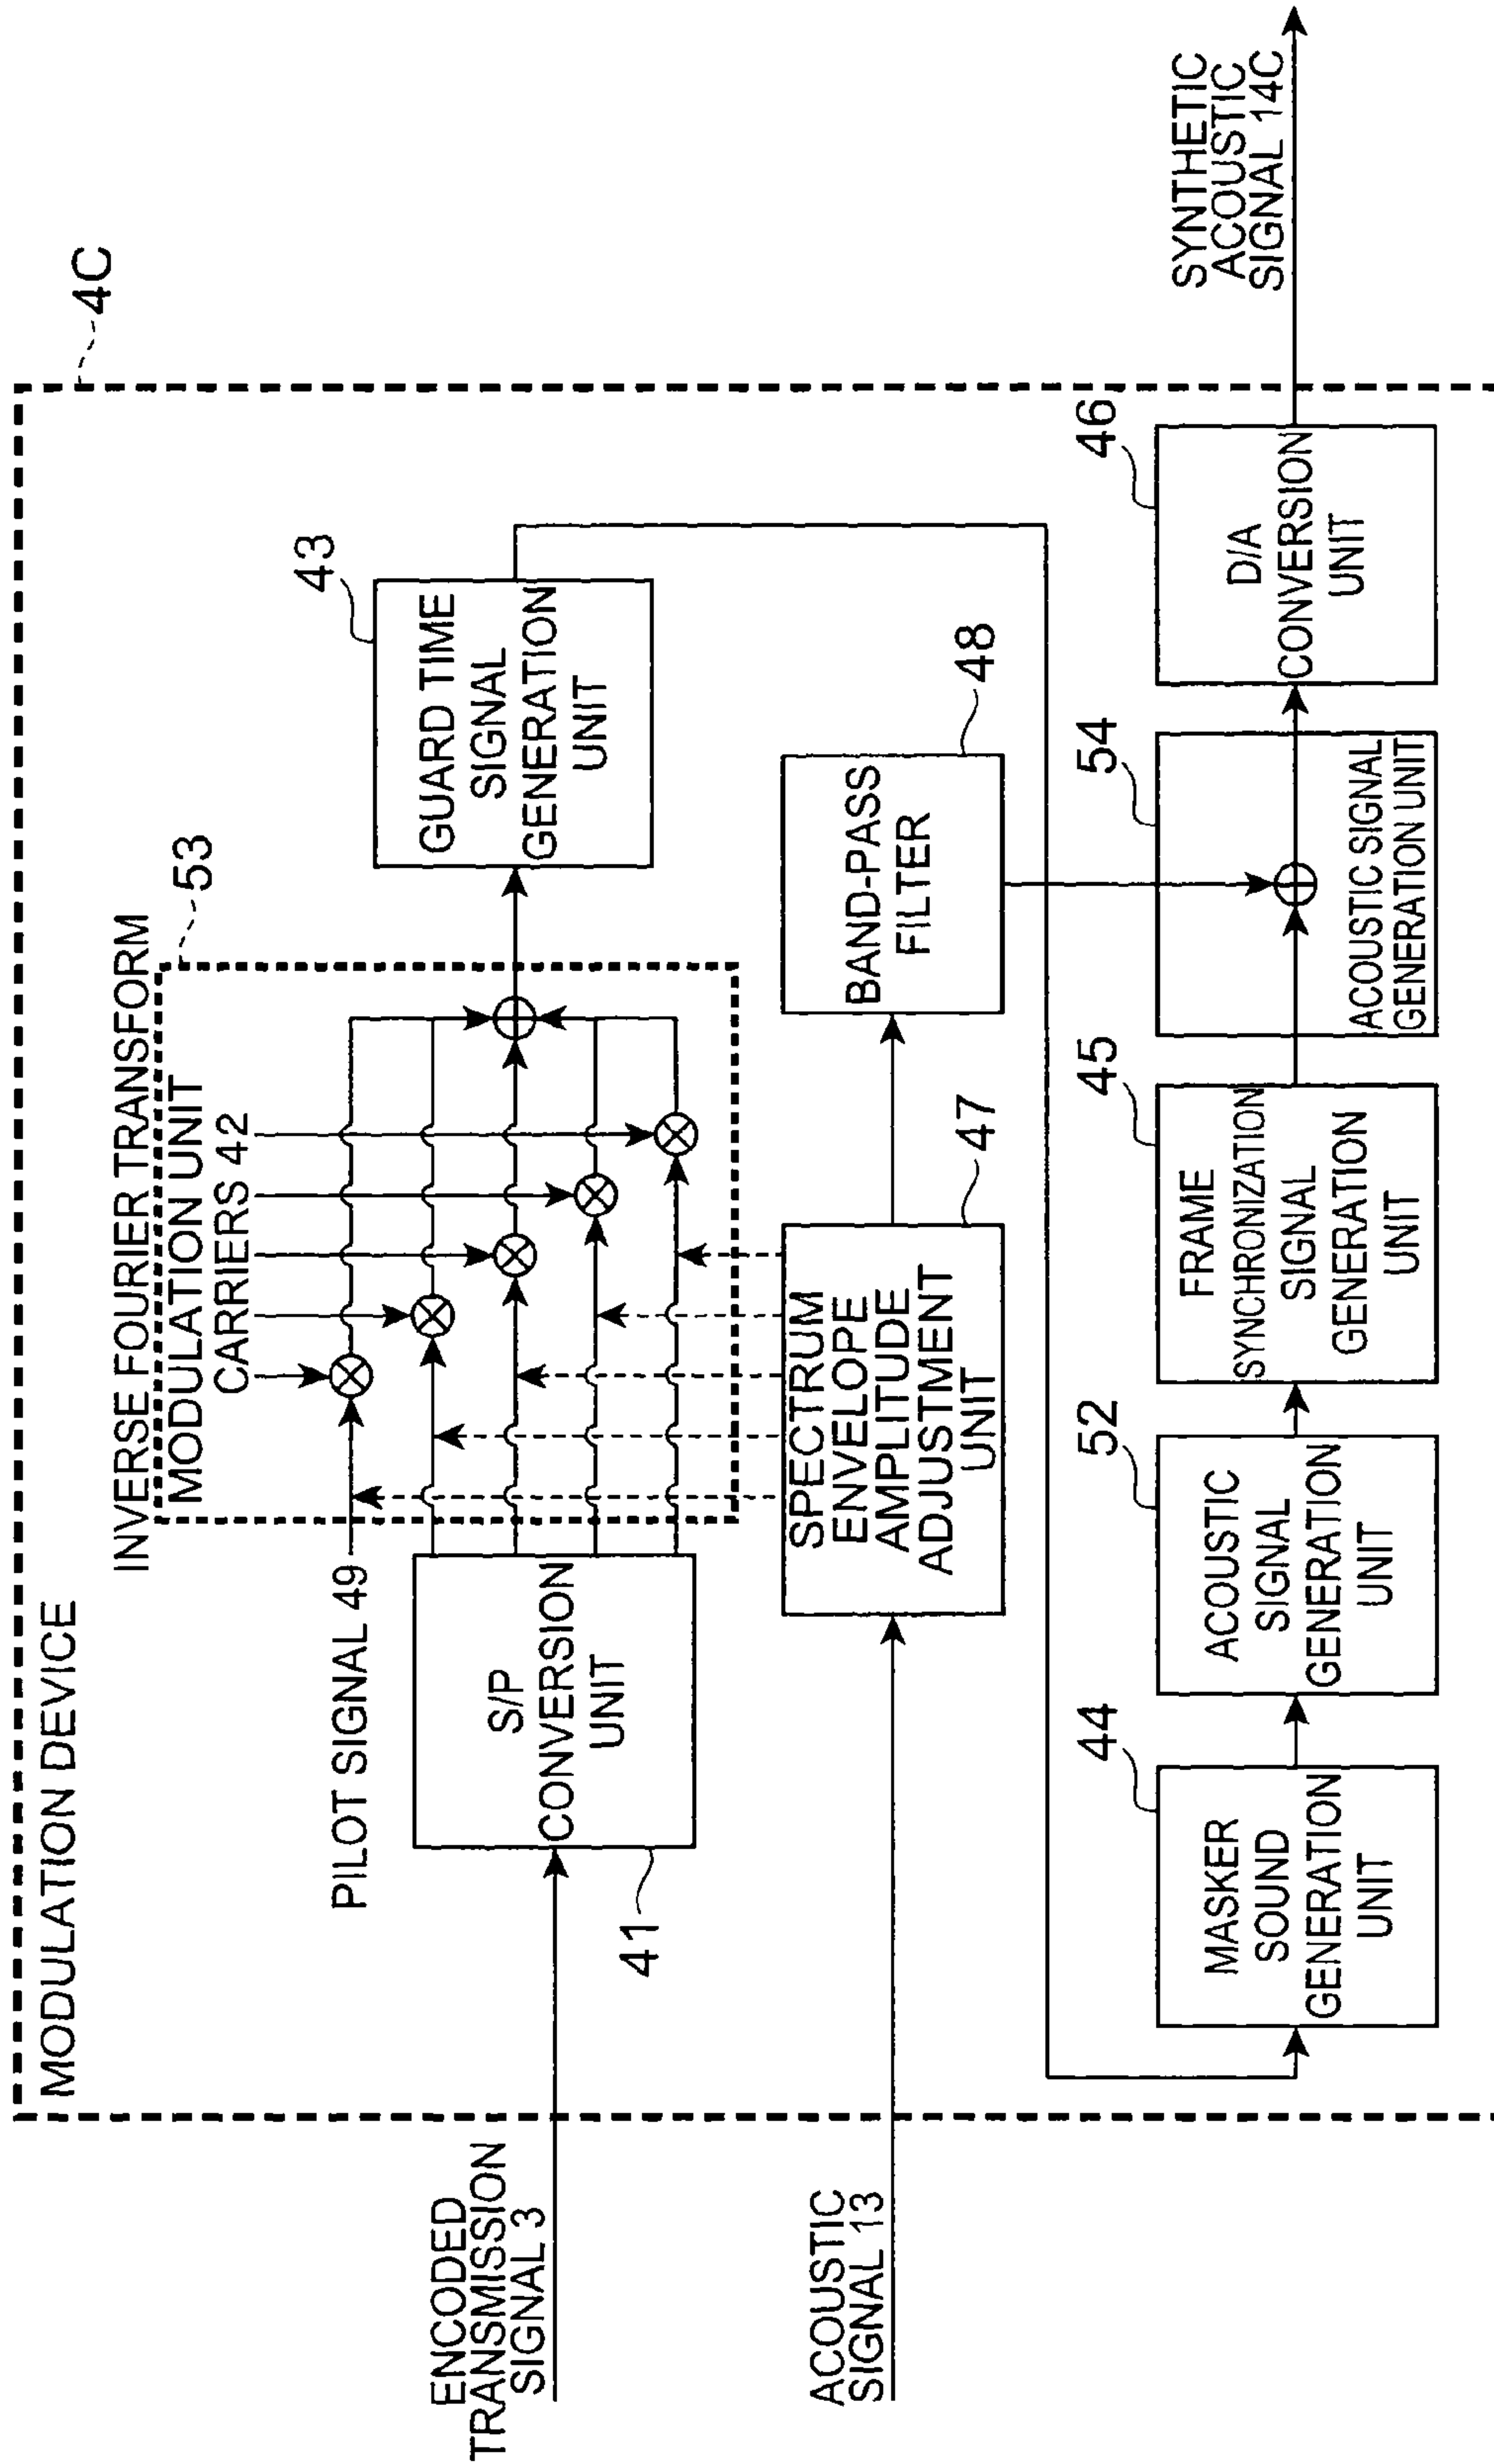 MODULATION DEVICE
4C
INVERSE FOURIER TRANSFORM
MODULATION UNIT
53
CARRIERS 42
PILOT SIGNAL 49
ENCODED
TRANSMISSION
SIGNAL 3
S/P
CONVERSION
UNIT
41
GUARD TIME
SIGNAL
GENERATION
UNIT
43
ACOUSTIC
SIGNAL 13
SPECTRUM
ENVELOPE
AMPLITUDE
ADJUSTMENT
UNIT
47
BAND-PASS
FILTER
48
MASKER
SOUND
GENERATION
UNIT
44
ACOUSTIC
SIGNAL
GENERATION
UNIT
52
FRAME
SYNCHRONIZATION
SIGNAL
GENERATION
UNIT
45
ACOUSTIC SIGNAL
GENERATION UNIT
54
D/A
CONVERSION
UNIT
46
SYNTHETIC
ACOUSTIC
SIGNAL 14C